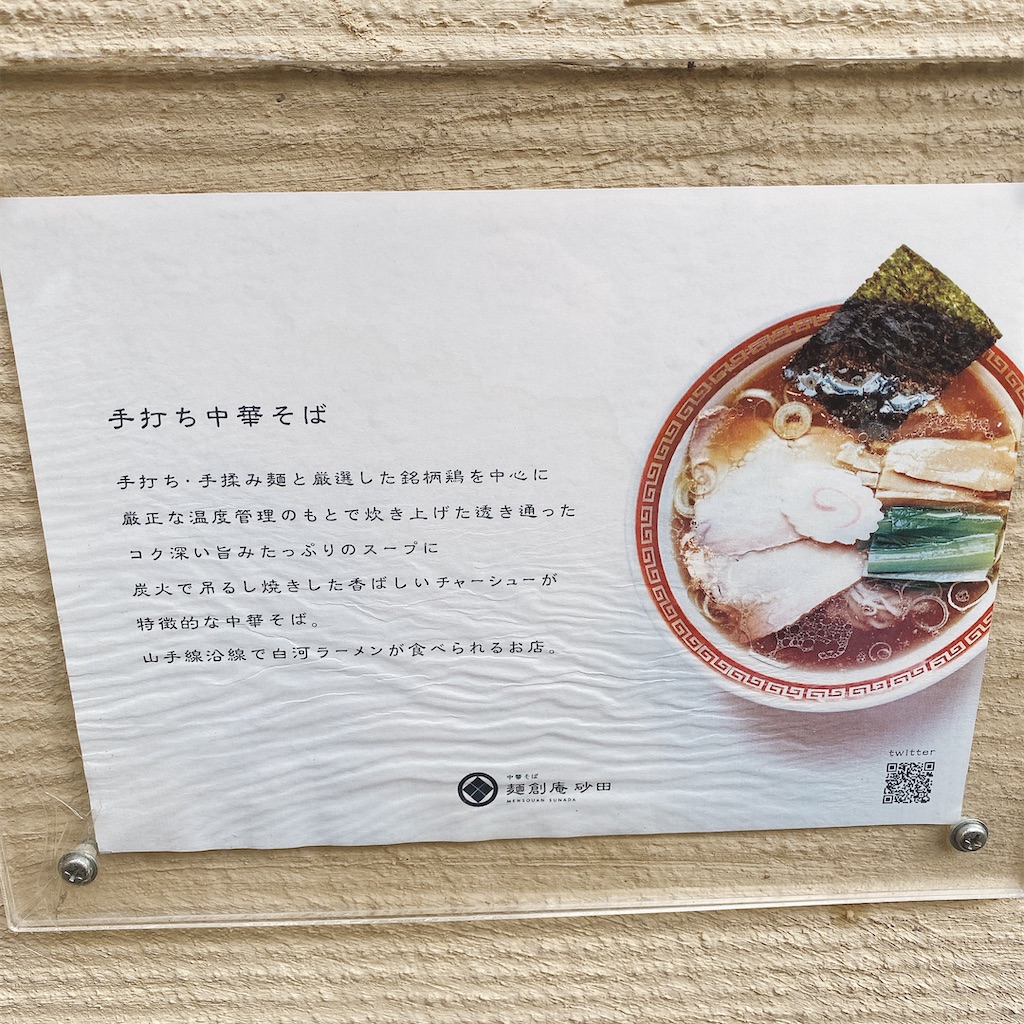 手打ち中華そば
手打ち・手揉み麺と厳選した銘柄鶏を中心に
厳正な温度管理のもとで炊き上げた透き通った
コク深い旨みたっぷりのスープに
炭火で吊るし焼きした香ばしいチャーシューが
特徴的な中華そば。
山手線沿線で白河ラーメンが食べられるお店。
twitter
中華そば
麺創庵 砂田
MENSOUAN SUNADA